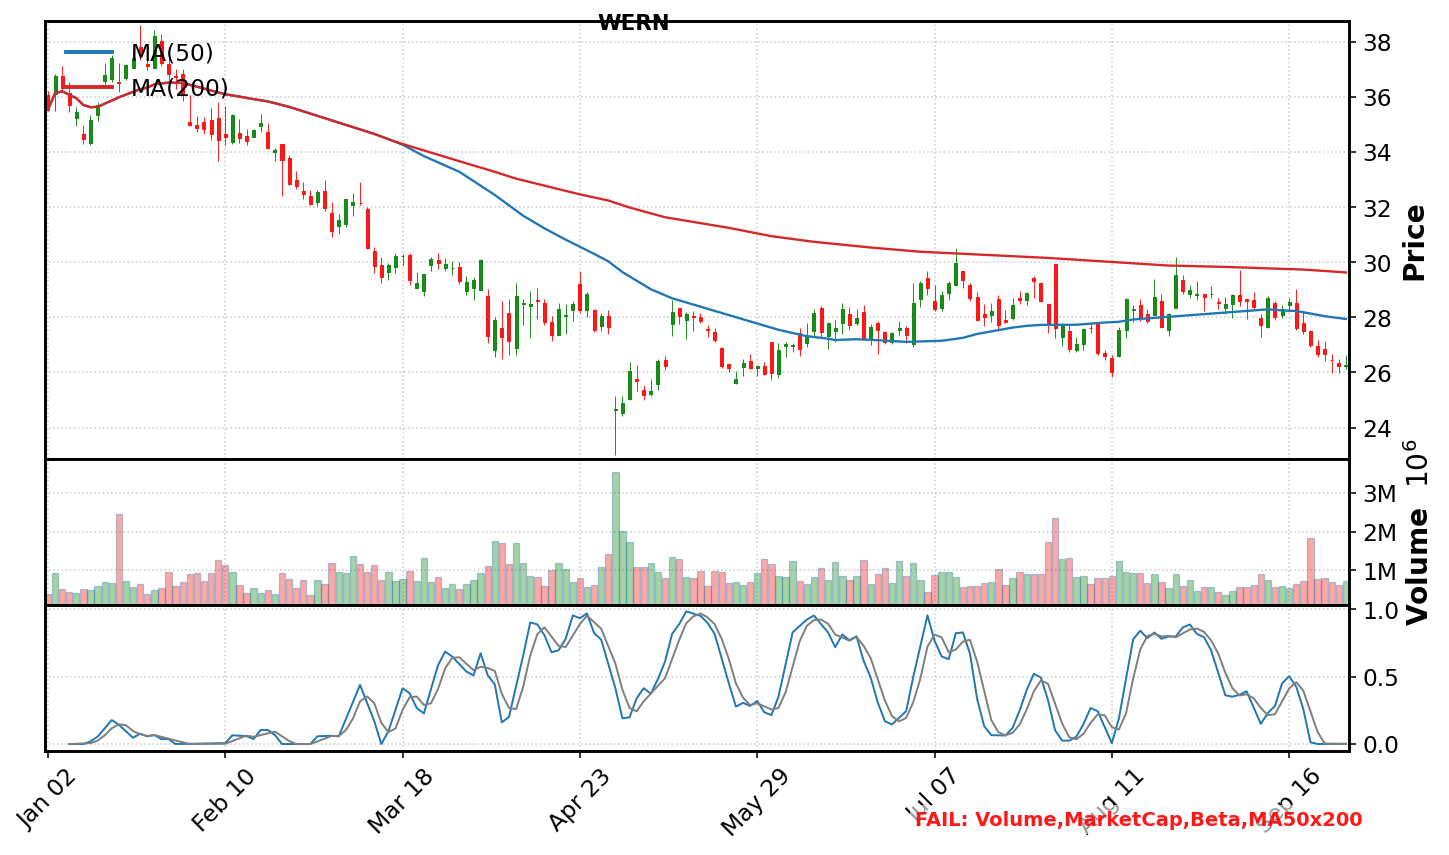 WERN
MA(50)
MA(200)
38
36
34
32
30
28
26
24
Price
3M
2M
1M
Volume 10^6
1.0
0.5
0.0
Jan 02
Feb 10
Mar 18
Apr 23
May 29
Jul 07
Aug 11
Sep 16
FAIL: Volume,MarketCap,Beta,MA50x200